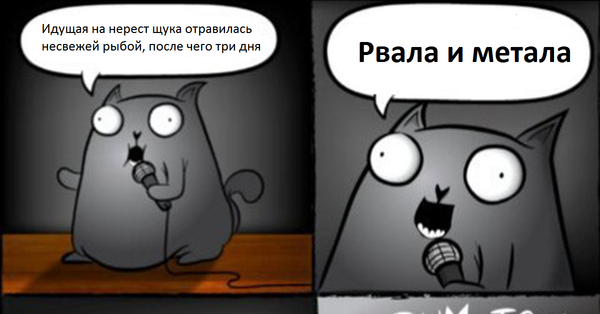 Идущая на нерест щука отравилась
несвежей рыбой, после чего три дня
Рвала и метала